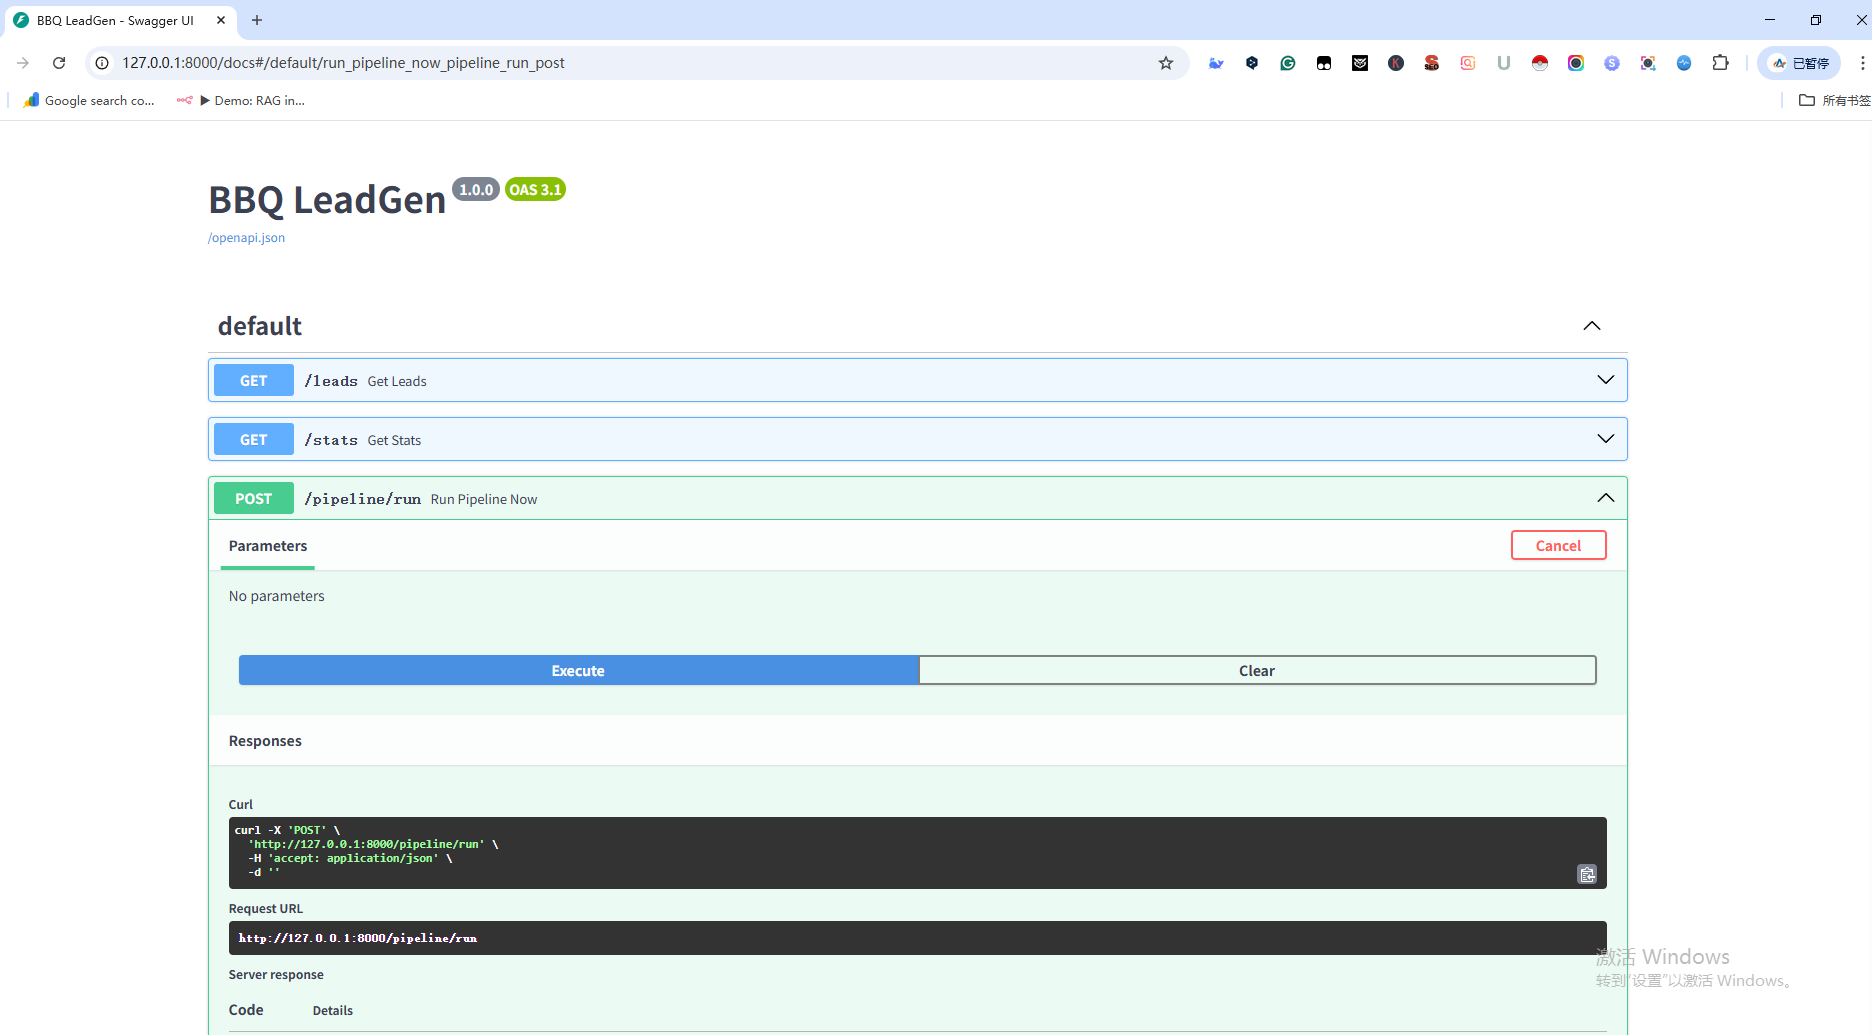 BBQ LeadGen - Swagger UI
127.0.0.1:8000/docs#/default/run_pipeline_now_pipeline_run_post
已暂停
Google search co...
▶ Demo: RAG in...
所有书签
BBQ LeadGen 1.0.0 OAS 3.1
/openapi.json
default
GET /leads Get Leads
GET /stats Get Stats
POST /pipeline/run Run Pipeline Now
Parameters
Cancel
No parameters
Execute
Clear
Responses
Curl
curl -X 'POST' \
'http://127.0.0.1:8000/pipeline/run' \
-H 'accept: application/json' \
-d ''
Request URL
http://127.0.0.1:8000/pipeline/run
Server response
Code Details
激活 Windows
转到“设置”以激活 Windows。